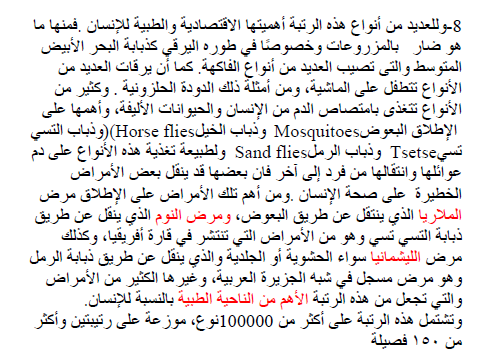 8-وللعديد من أنواع هذه الرتبة أهميتها الاقتصادية والطبية للإنسان .فمنها ما
هو ضار بالمزروعات وخصوصًا في طوره اليرقي كذبابة البحر الأبيض
المتوسط والتي تصيب العديد من أنواع الفاكهة. كما أن يرقات العديد من
الأنواع تتطفل على الماشية، ومن أمثلة ذلك الدودة الحلزونية . وكثير من
الأنواع تتغذى بامتصاص الدم من الإنسان والحيوانات الأليفة، وأهمها على
الإطلاق البعوضMosquitoes وذباب الخيلHorse flies)(وذباب التسي
تسيTsetse وذباب الرملSand flies ولطبيعة تغذية هذه الأنواع على دم
عوائلها وانتقالها من فرد إلى آخر فان بعضها قد ينقل بعض الأمراض
الخطيرة على صحة الإنسان .ومن أهم تلك الأمراض على الإطلاق مرض
الملاريا الذي ينتقل عن طريق البعوض، ومرض النوم الذي ينقل عن طريق
ذبابة التسي تسي وهو من الأمراض التي تنتشر في قارة أفريقيا، وكذلك
مرض الليشمانيا سواء الحشوية أو الجلدية والذي ينقل عن طريق ذبابة الرمل
وهو مرض مسجل في شبه الجزيرة العربية، وغيرها الكثير من الأمراض
والتي تجعل من هذه الرتبة الأهم من الناحية الطبية بالنسبة للإنسان.
وتشتمل هذه الرتبة على أكثر من 100000نوع، موزعة على رتيبتين وأكثر
من ١٥٠ فصيلة